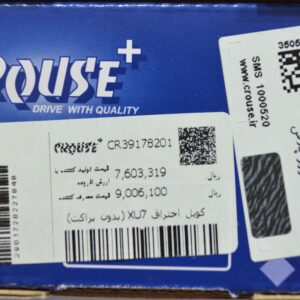 CROUSE+
DRIVE WITH QUALITY
3505
SMS 1000520
www.crouse.ir
CROUSE+ CR39178201
قیمت تولید کننده با ارزش افزوده
7,603,319 ریال
قیمت مصرف کننده
9,006,100 ریال
کویل احتراق XU7 (بدون براکت)